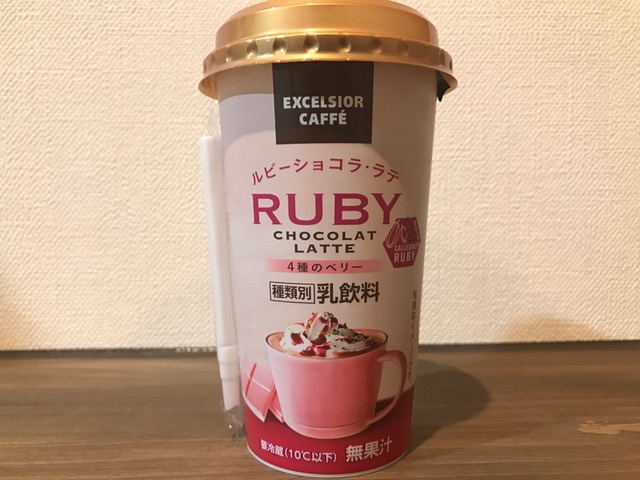 EXCELSIOR
CAFFÉ
ルビーショコラ・ラテ
RUBY
CHOCOLAT
LATTE
CALLEBAUT
RUBY
4種のベリー
種類別 乳飲料
要冷蔵(10℃以下) 無果汁